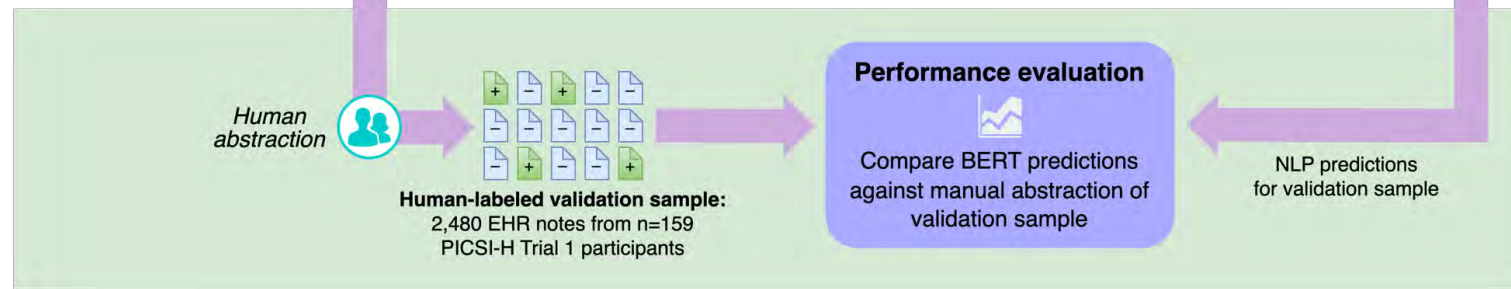 Human
abstraction
+ − + − −
− − − − −
− + − − +
Human-labeled validation sample:
2,480 EHR notes from n=159
PICSI-H Trial 1 participants
Performance evaluation
Compare BERT predictions
against manual abstraction of
validation sample
NLP predictions
for validation sample